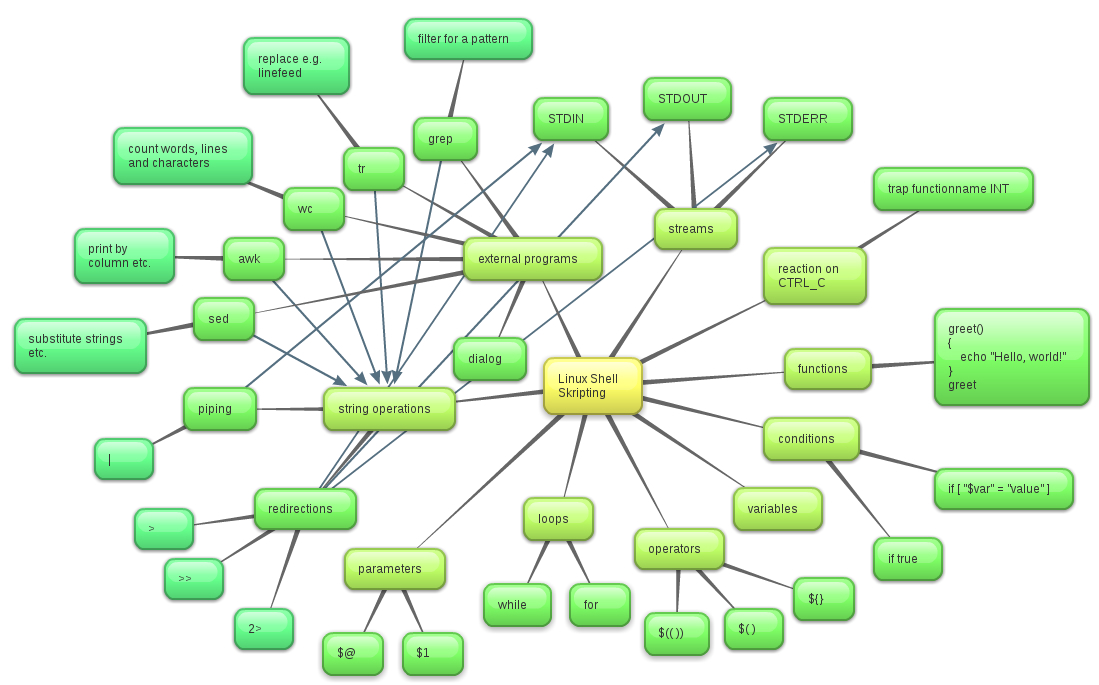 filter for a pattern
replace e.g.
linefeed
STDIN
STDOUT
STDERR
grep
count words, lines
and characters
tr
trap functionname INT
wc
streams
print by
column etc.
awk
external programs
reaction on
CTRL_C
substitute strings
etc.
sed
dialog
greet()
{
echo "Hello, world!"
}
greet
functions
Linux Shell
Skripting
piping
string operations
conditions
|
if [ "$var" = "value" ]
redirections
variables
>
loops
operators
if true
>>
parameters
while
for
${}
2>
$(())
$()
$@
$1